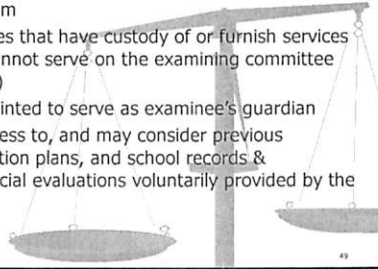 m
es that have custody of or furnish services
nnot serve on the examining committee
)
inted to serve as examinee's guardian
ess to, and may consider previous
tion plans, and school records &
cial evaluations voluntarily provided by the
49